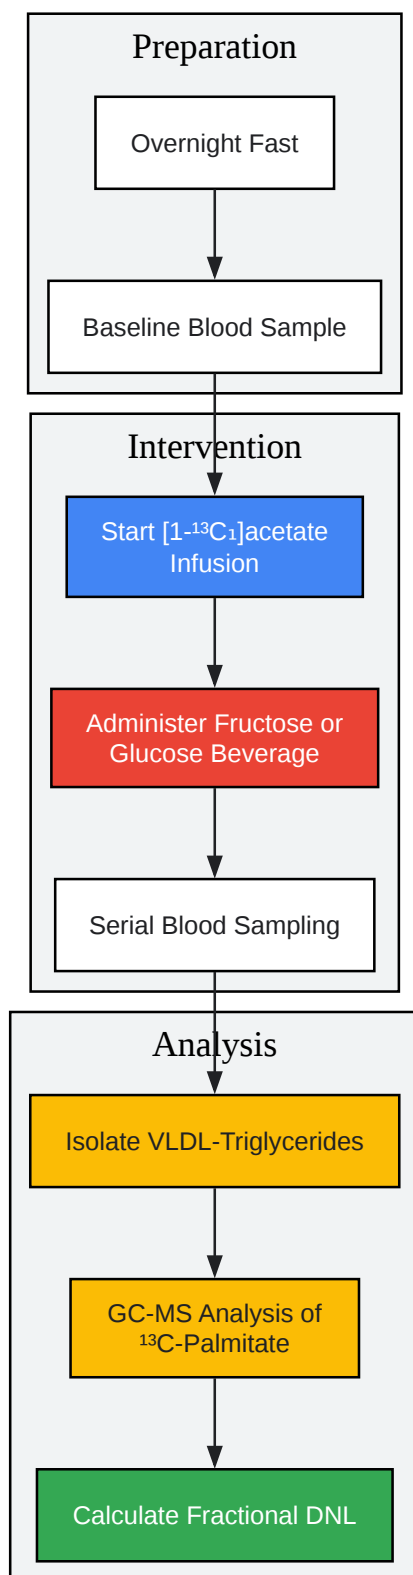 Preparation
Overnight Fast
Baseline Blood Sample
Intervention
Start [1-¹³C₁]acetate
Infusion
Administer Fructose or
Glucose Beverage
Serial Blood Sampling
Analysis
Isolate VLDL-Triglycerides
GC-MS Analysis of
¹³C-Palmitate
Calculate Fractional DNL